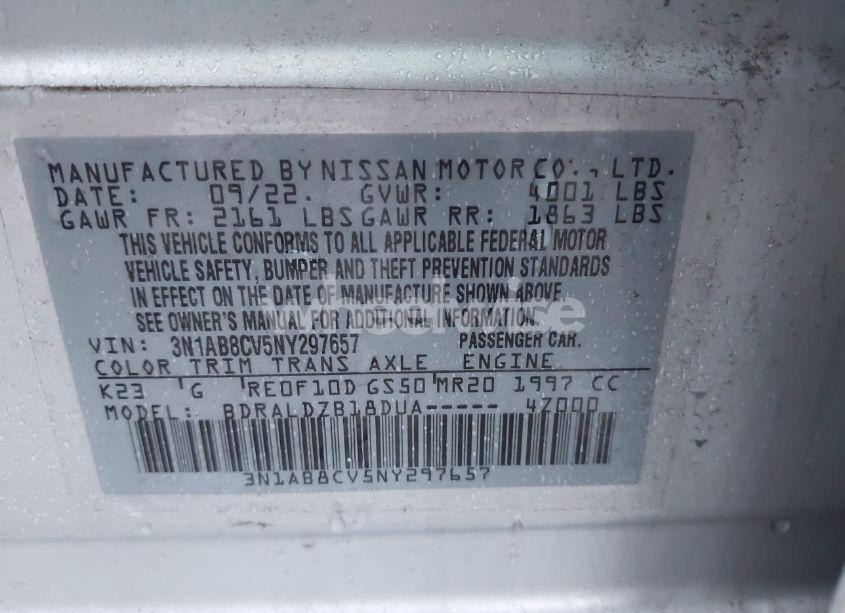 MANUFACTURED BY NISSAN MOTOR CO., LTD.
DATE: 09/22. GVWR: 4001 LBS
GAWR FR: 2161 LBS GAWR RR: 1863 LBS
THIS VEHICLE CONFORMS TO ALL APPLICABLE FEDERAL MOTOR
VEHICLE SAFETY, BUMPER AND THEFT PREVENTION STANDARDS
IN EFFECT ON THE DATE OF MANUFACTURE SHOWN ABOVE.
SEE OWNER'S MANUAL FOR ADDITIONAL INFORMATION.
VIN: 3N1AB8CV5NY297657 PASSENGER CAR.
COLOR TRIM TRANS AXLE ENGINE
K23 G RE0F10D GS50 MR20 1997 CC
MODEL: BDRALDZB18DUA----- 4Z000
3N1AB8CV5NY297657